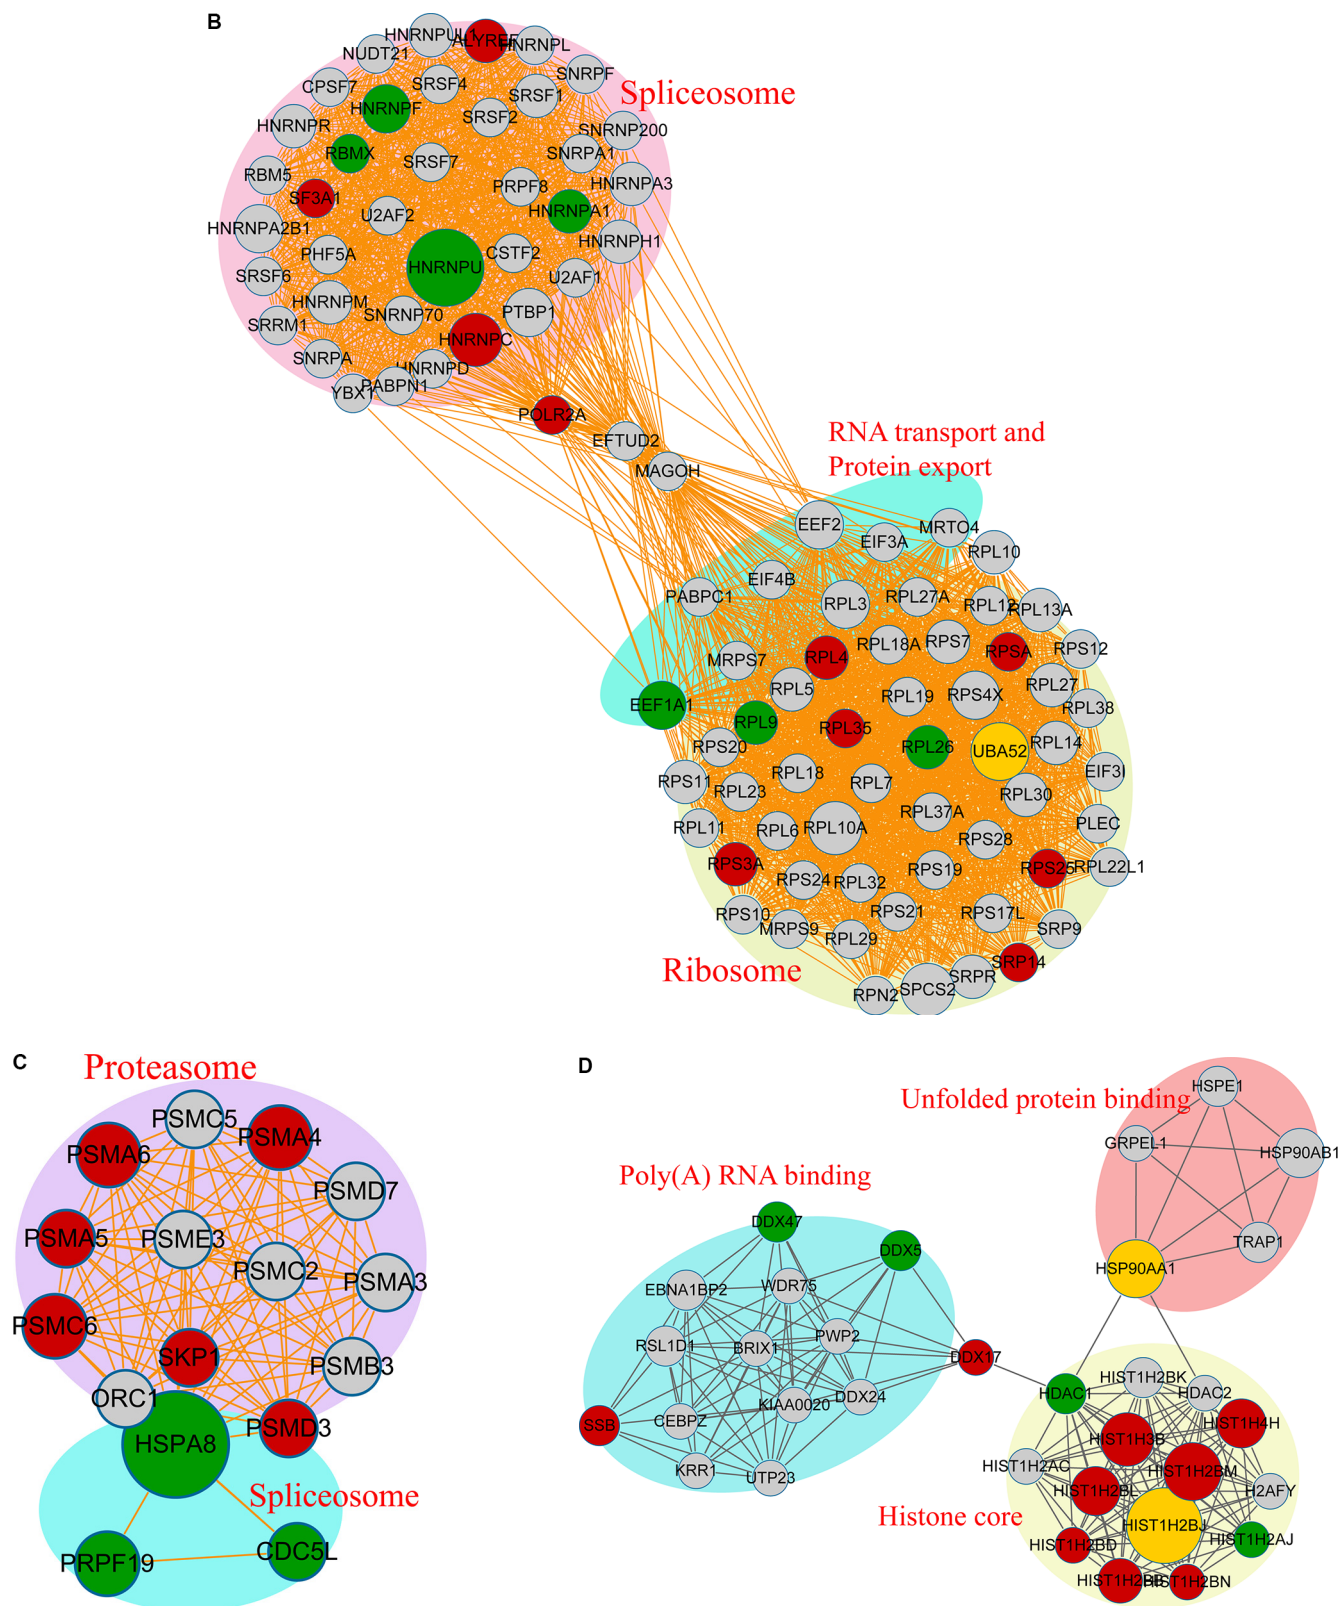 B
HNRNPUL1
ALYREF
HNRNPL
NUDT21
SNRPF
CPSF7
SRSF4
SRSF1
Spliceosome
HNRNPF
SRSF2
HNRNPR
SNRNP200
RBMX
SRSF7
SNRPA1
RBM5
PRPF8
HNRNPA3
SF3A1
U2AF2
HNRNPA1
HNRNPA2B1
HNRNPH1
PHF5A
CSTF2
HNRNPU
SRSF6
U2AF1
HNRNPM
SNRNP70
PTBP1
SRRM1
HNRNPC
SNRPA
HNRNPD
YBX1
PABPN1
POLR2A
EFTUD2
MAGOH
RNA transport and
Protein export
EEF2
MRTO4
EIF3A
RPL10
EIF4B
PABPC1
RPL3
RPL27A
RPL12
RPL13A
RPL18A
RPS7
RPSA
RPS12
MRPS7
RPL4
RPL5
RPL19
RPS4X
RPL27
EEF1A1
RPL38
RPL9
RPL35
RPS20
RPL26
UBA52
RPL14
RPS11
RPL18
RPL7
EIF3I
RPL23
RPL30
RPL11
RPL6
RPL10A
RPL37A
PLEC
RPS28
RPS3A
RPS24
RPL32
RPS19
RPS25
RPL22L1
RPS10
MRPS9
RPL29
RPS21
RPS17L
SRP9
Ribosome
SRP14
RPN2
SPCS2
SRPR
C
Proteasome
PSMC5
PSMA4
PSMA6
PSMD7
PSMA5
PSME3
PSMC2
PSMA3
PSMC6
SKP1
PSMB3
ORC1
PSMD3
HSPA8
Spliceosome
PRPF19
CDC5L
D
Unfolded protein binding
HSPE1
GRPEL1
HSP90AB1
TRAP1
HSP90AA1
Poly(A) RNA binding
DDX47
DDX5
EBNA1BP2
WDR75
RSL1D1
BRIX1
PWP2
DDX17
KIAA0020
DDX24
SSB
CEBPZ
KRR1
UTP23
HDAC1
HIST1H2BK
HDAC2
HIST1H4H
HIST1H3B
HIST1H2AC
HIST1H2BM
HIST1H2BL
H2AFY
Histone core
HIST1H2BJ
HIST1H2BD
HIST1H2AJ
HIST1H2BB
HIST1H2BN